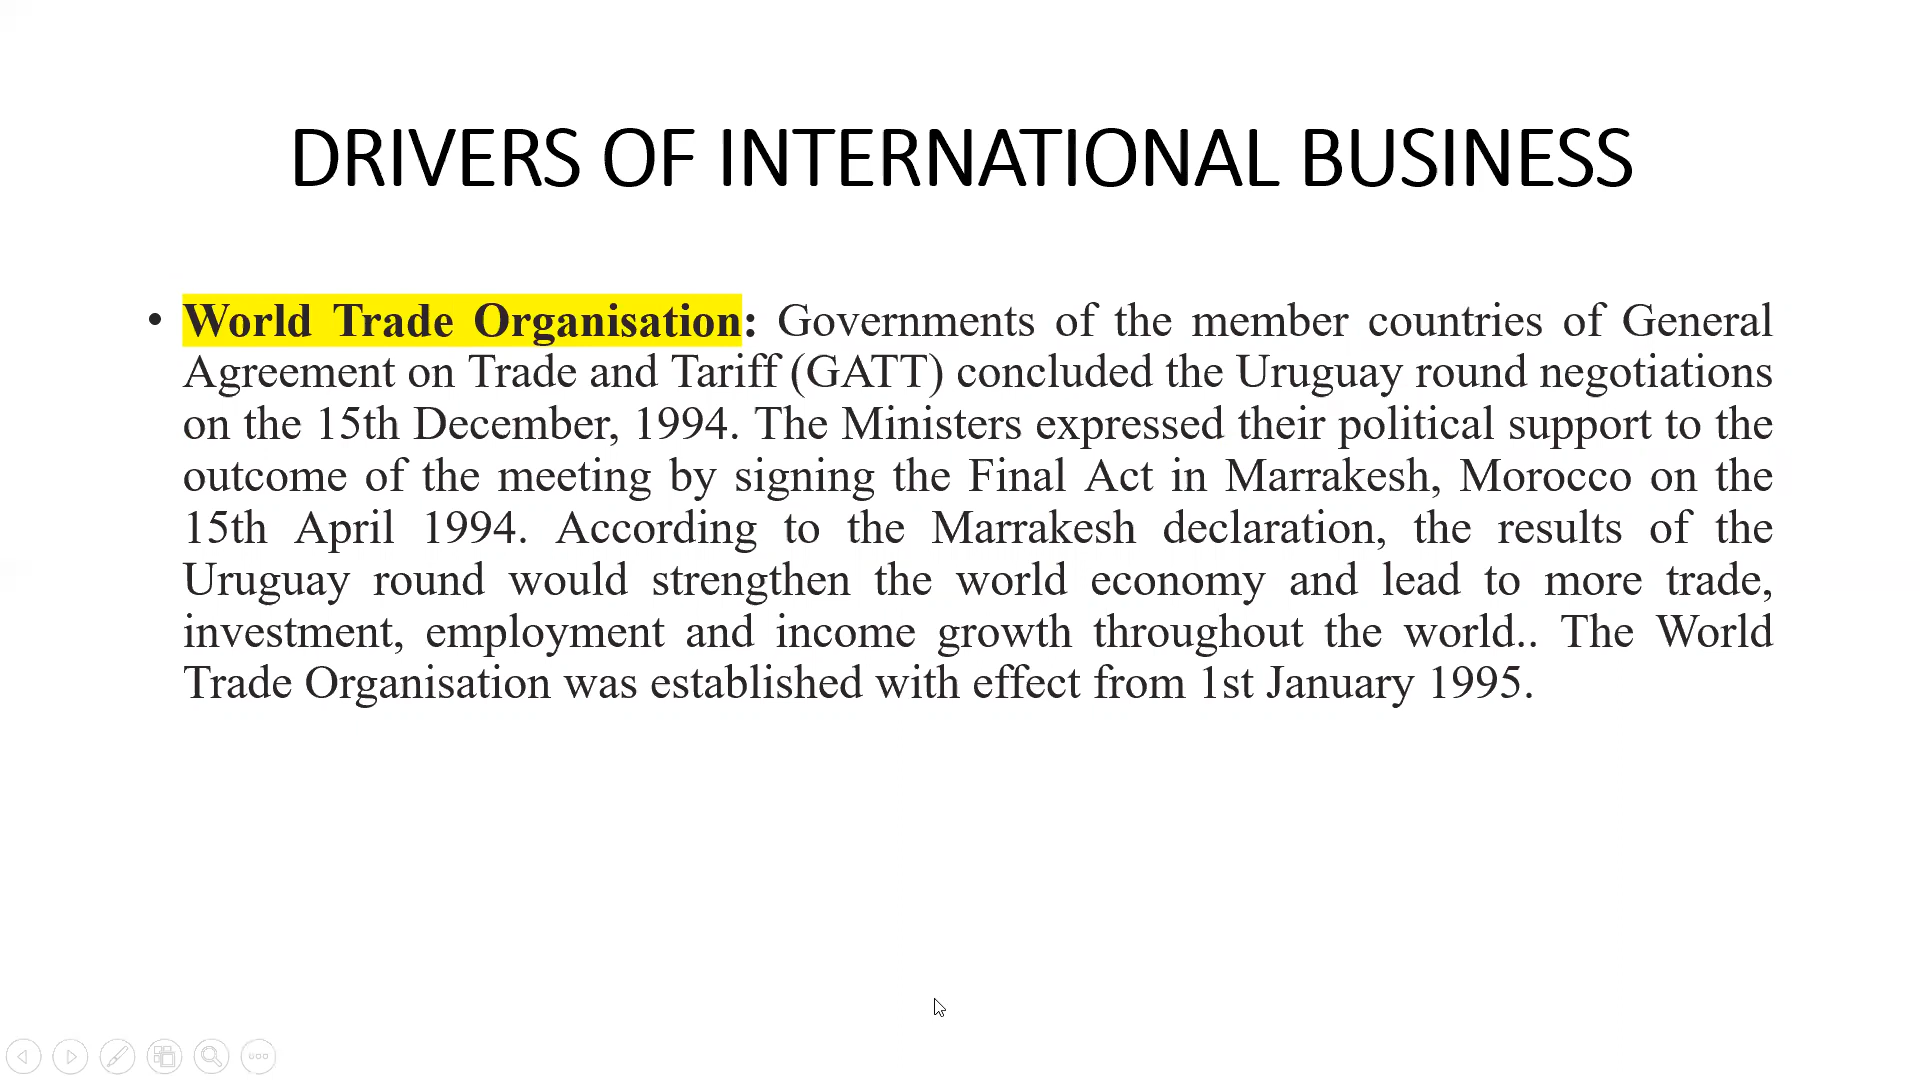 DRIVERS OF INTERNATIONAL BUSINESS
• World Trade Organisation: Governments of the member countries of General
Agreement on Trade and Tariff (GATT) concluded the Uruguay round negotiations
on the 15th December, 1994. The Ministers expressed their political support to the
outcome of the meeting by signing the Final Act in Marrakesh, Morocco on the
15th April 1994. According to the Marrakesh declaration, the results of the
Uruguay round would strengthen the world economy and lead to more trade,
investment, employment and income growth throughout the world.. The World
Trade Organisation was established with effect from 1st January 1995.